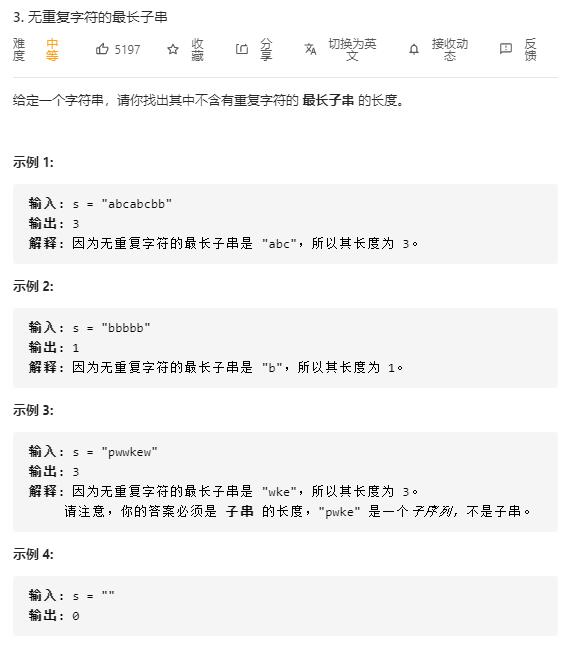 3. 无重复字符的最长子串
难度 中等 5197 收藏 分享 切换为英文 接收动态 反馈
给定一个字符串，请你找出其中不含有重复字符的 最长子串 的长度。
示例 1:
输入: s = "abcabcbb"
输出: 3
解释: 因为无重复字符的最长子串是 "abc"，所以其长度为 3。
示例 2:
输入: s = "bbbbb"
输出: 1
解释: 因为无重复字符的最长子串是 "b"，所以其长度为 1。
示例 3:
输入: s = "pwwkew"
输出: 3
解释: 因为无重复字符的最长子串是 "wke"，所以其长度为 3。
请注意，你的答案必须是 子串 的长度，"pwke" 是一个子序列，不是子串。
示例 4:
输入: s = ""
输出: 0